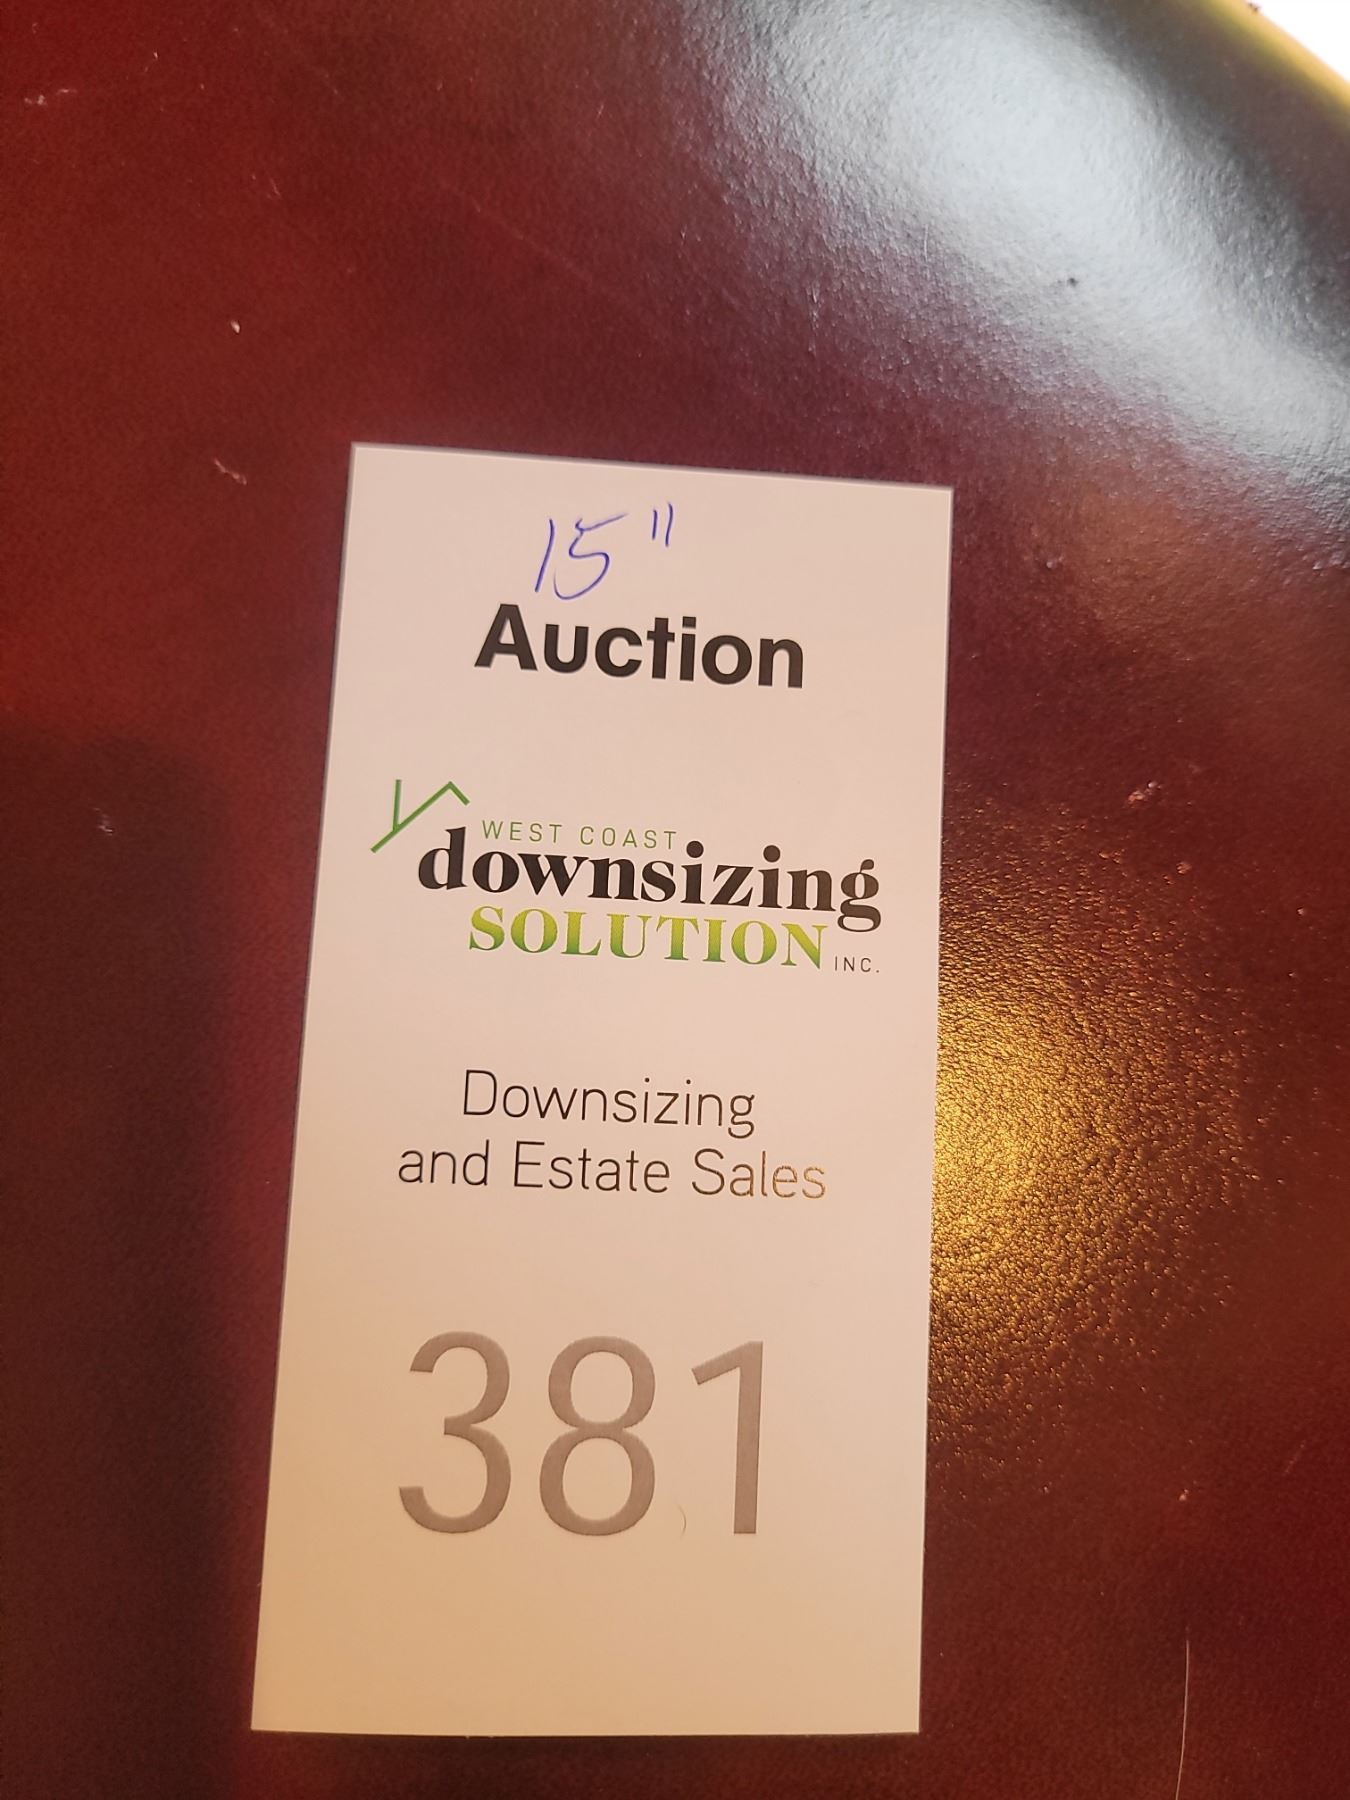 15"
Auction
WEST COAST
downsizing
SOLUTION INC.
Downsizing
and Estate Sales
381